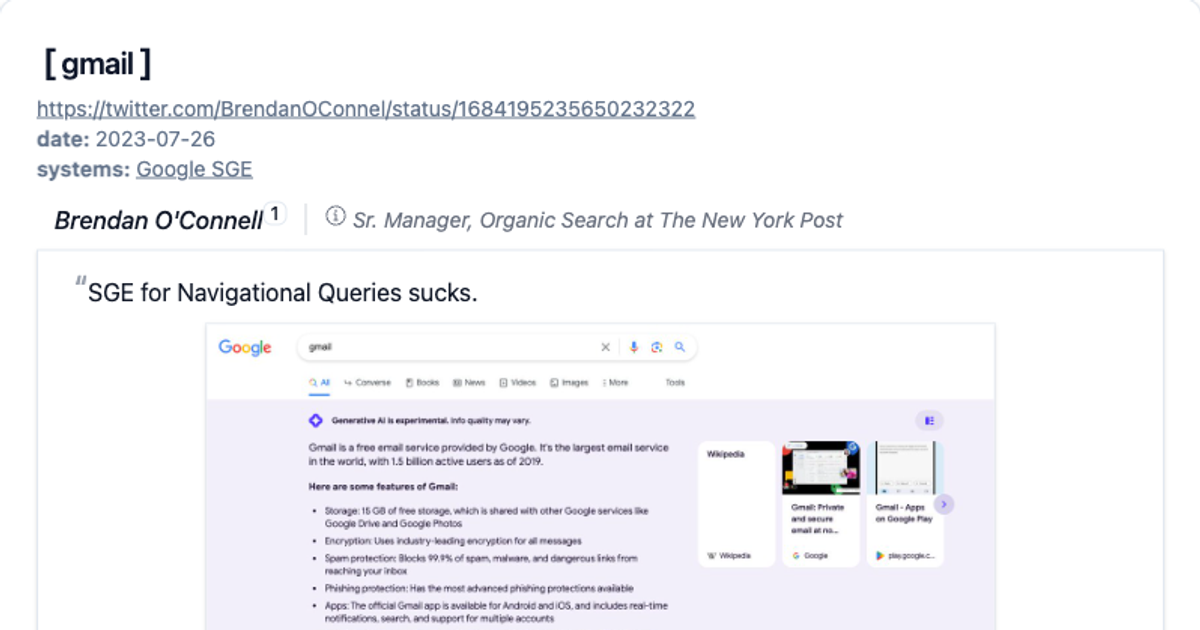 [ gmail ]
https://twitter.com/BrendanOConnel/status/1684195235650232322
date: 2023-07-26
systems: Google SGE
Brendan O'Connell 1 Sr. Manager, Organic Search at The New York Post
"SGE for Navigational Queries sucks.
Google gmail
All Converse Books News Videos Images More Tools
Generative AI is experimental. Info quality may vary.
Gmail is a free email service provided by Google. It's the largest email service
in the world, with 1.5 billion active users as of 2019.
Here are some features of Gmail:
• Storage: 15 GB of free storage, which is shared with other Google services like
Google Drive and Google Photos
• Encryption: Uses industry-leading encryption for all messages
• Spam protection: Blocks 99.9% of spam, malware, and dangerous links from
reaching your inbox
• Phishing protection: Has the most advanced phishing protections available
• Apps: The official Gmail app is available for Android and iOS, and includes real-time
notifications, search, and support for multiple accounts
Wikipedia
W Wikipedia
Gmail: Private
and secure
email at no...
G Google
Gmail - Apps
on Google Play
play.google.c...